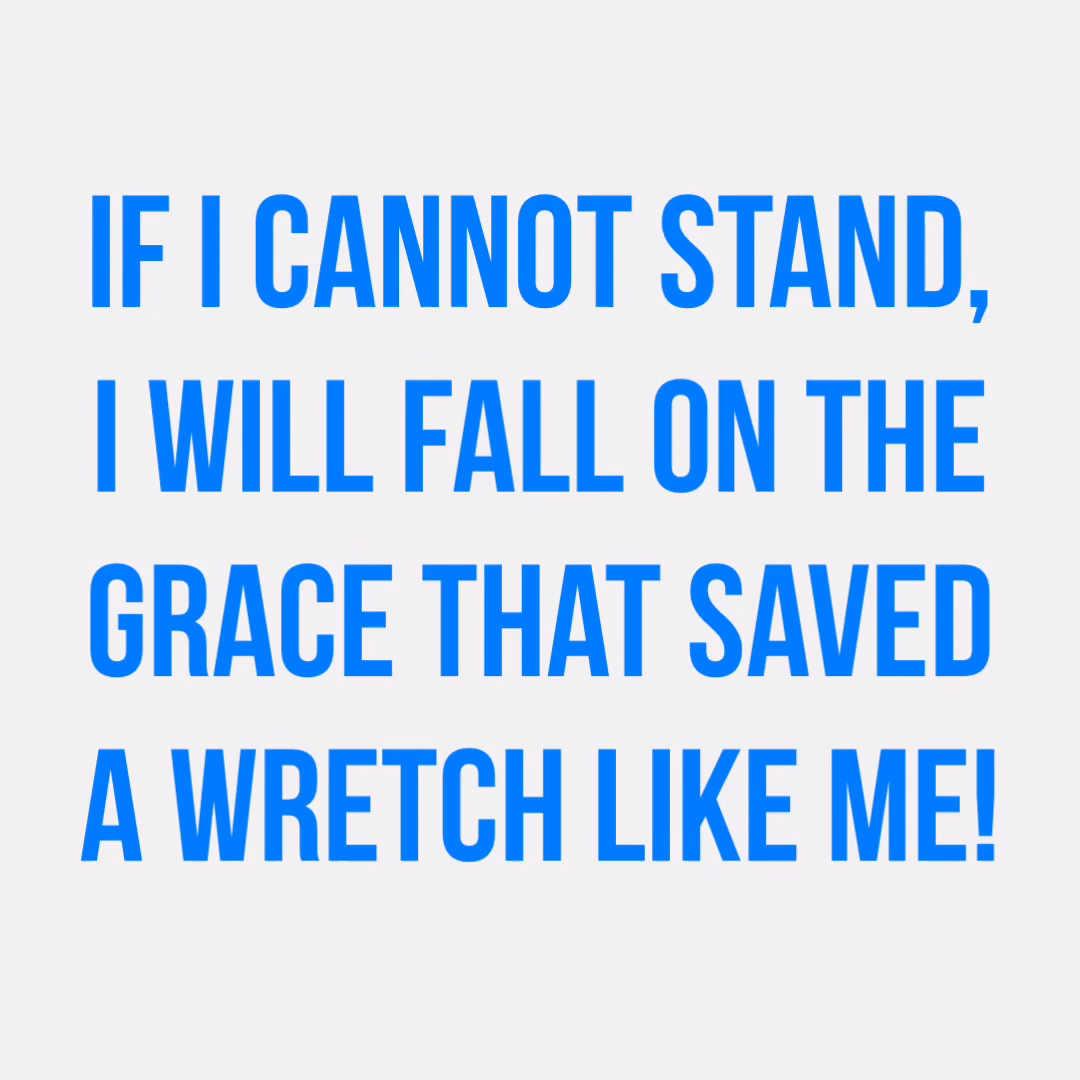 IF I CANNOT STAND,
I WILL FALL ON THE
GRACE THAT SAVED
A WRETCH LIKE ME!